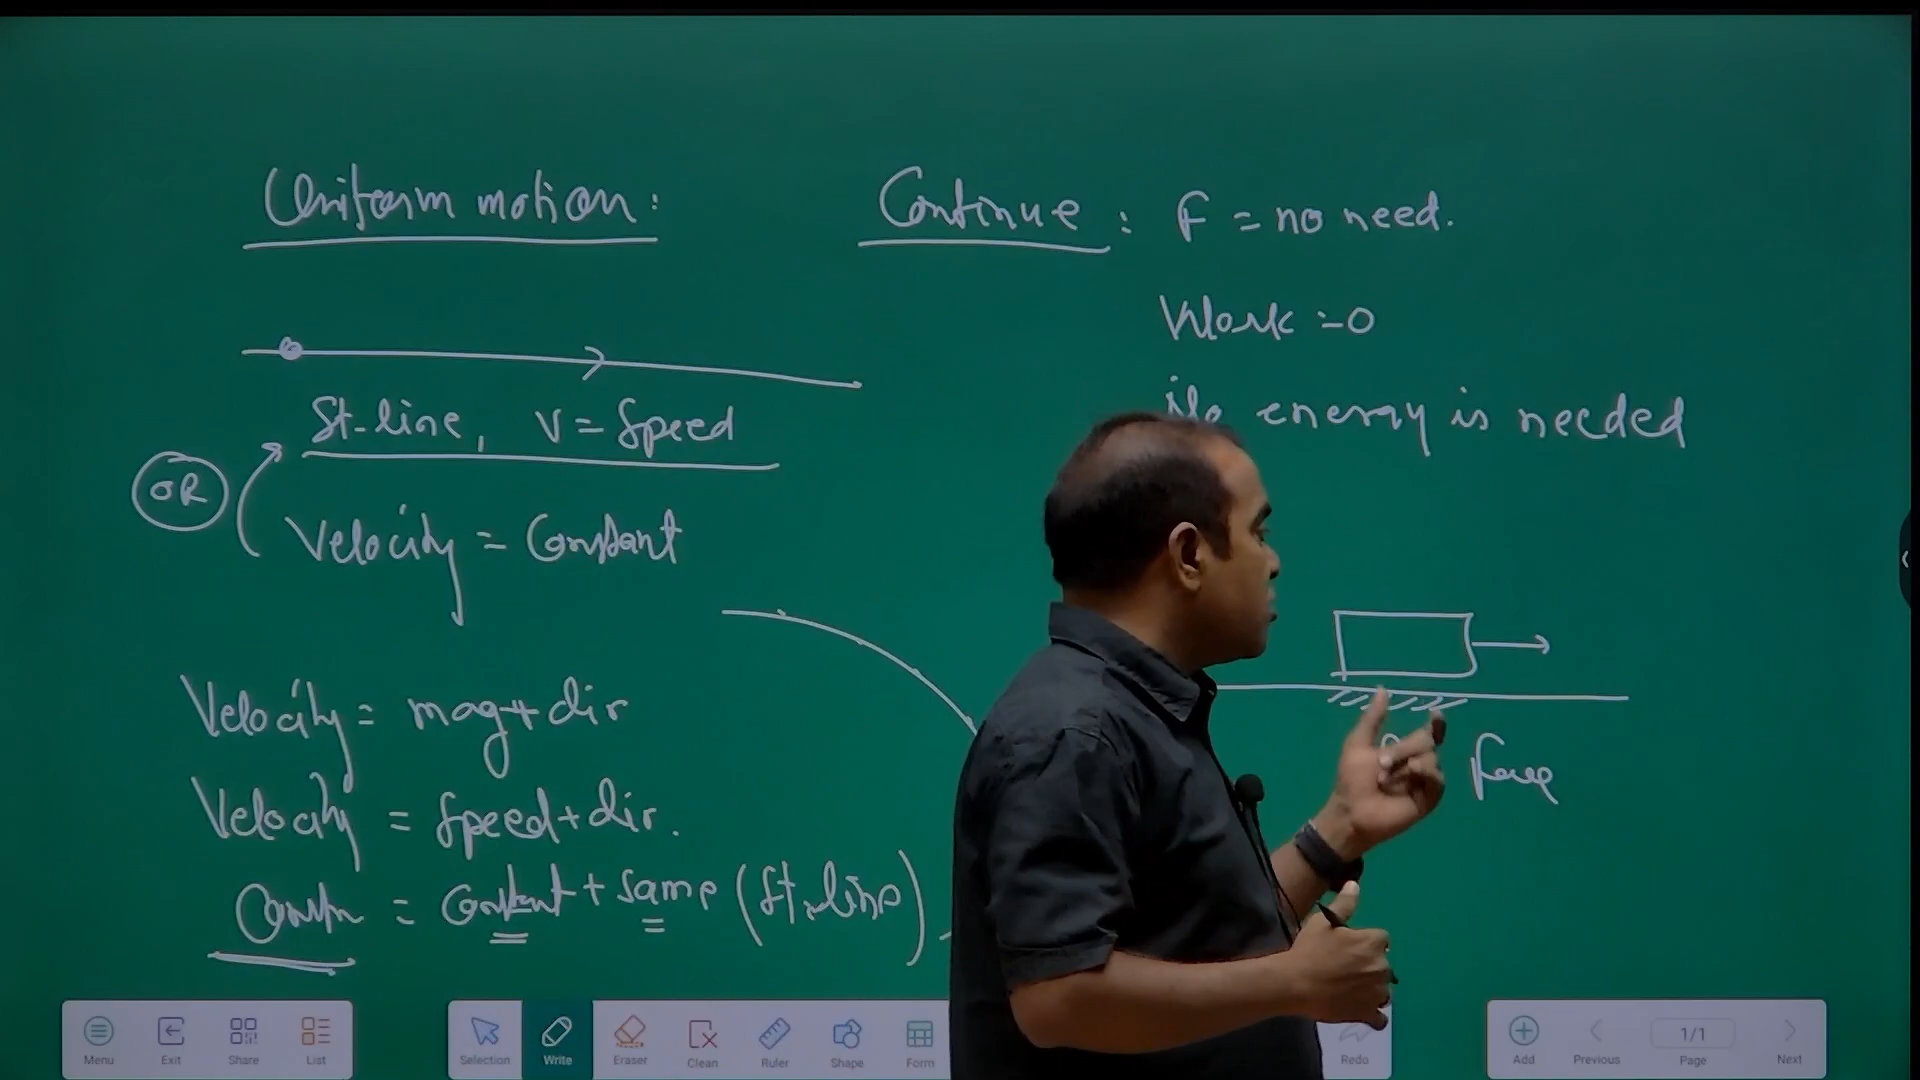 Uniform motion:
St-line, V = Speed
OR
Velocity = Constant
Velocity = mag + dir
Velocity = Speed + dir.
= Constant + same (St. line)
Continue : F = no need.
Work = 0
No energy is needed
Menu Exit Share List
Selection Write Eraser Clean Ruler Shape Form Redo
Add Previous 1/1 Page Next